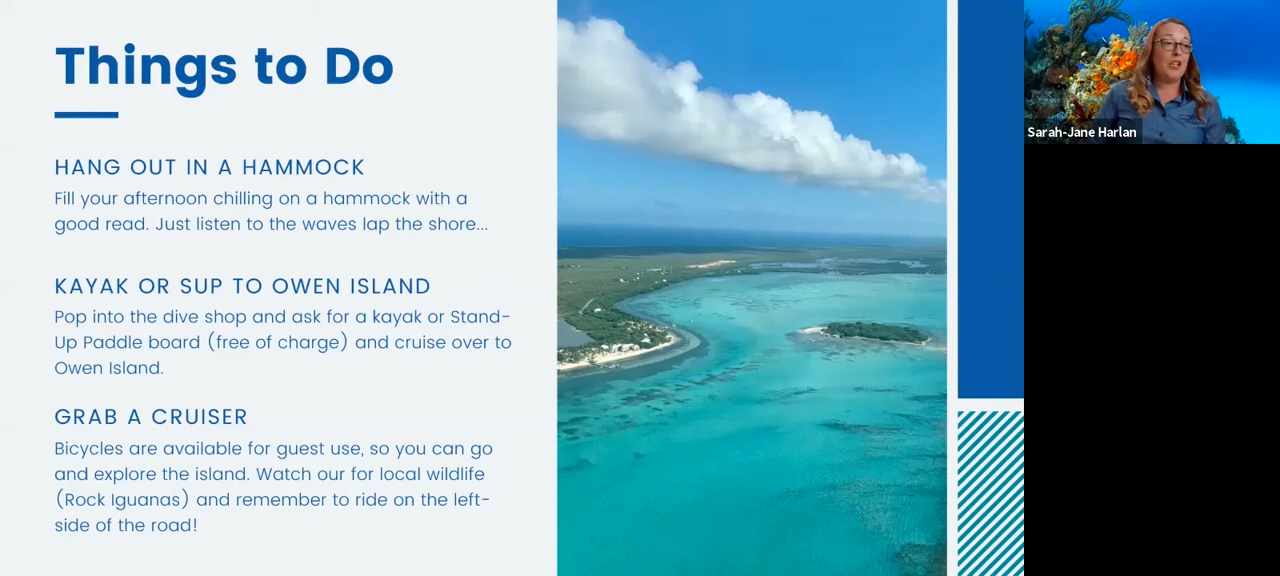 Things to Do
HANG OUT IN A HAMMOCK
Fill your afternoon chilling on a hammock with a
good read. Just listen to the waves lap the shore...
KAYAK OR SUP TO OWEN ISLAND
Pop into the dive shop and ask for a kayak or Stand-
Up Paddle board (free of charge) and cruise over to
Owen Island.
GRAB A CRUISER
Bicycles are available for guest use, so you can go
and explore the island. Watch our for local wildlife
(Rock Iguanas) and remember to ride on the left-
side of the road!
Sarah-Jane Harlan